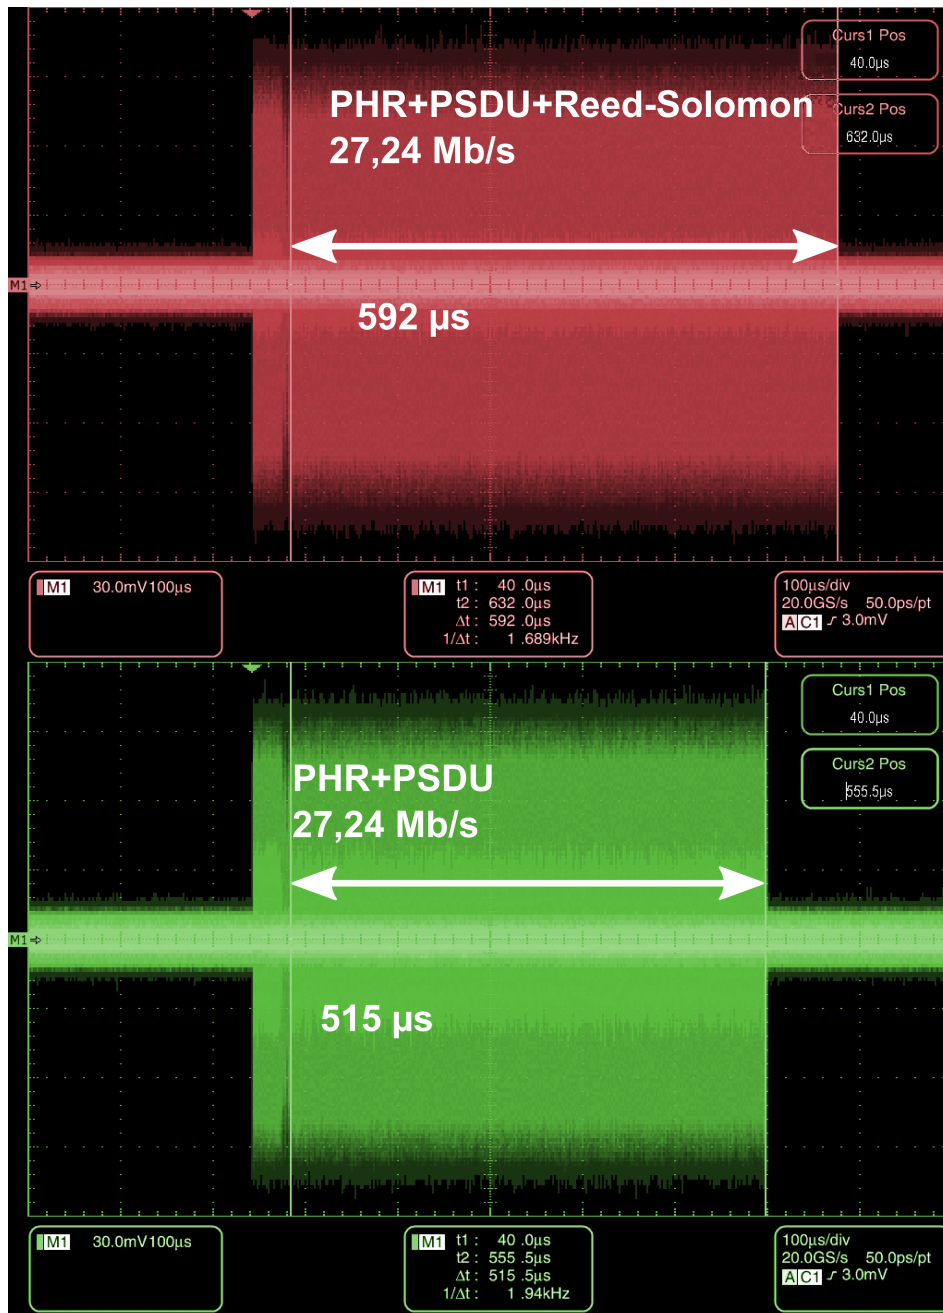 Curs1 Pos
40.0µs
PHR+PSDU+Reed-Solomon
27,24 Mb/s
Curs2 Pos
632.0µs
M1
592 µs
M1 30.0mV 100µs
M1 t1 : 40 .0µs
t2 : 632 .0µs
Δt : 592 .0µs
1/Δt : 1 .689kHz
100µs/div
20.0GS/s 50.0ps/pt
A C1 3.0mV
Curs1 Pos
40.0µs
Curs2 Pos
555.5µs
PHR+PSDU
27,24 Mb/s
M1
515 µs
M1 30.0mV 100µs
M1 t1 : 40 .0µs
t2 : 555 .5µs
Δt : 515 .5µs
1/Δt : 1 .94kHz
100µs/div
20.0GS/s 50.0ps/pt
A C1 3.0mV